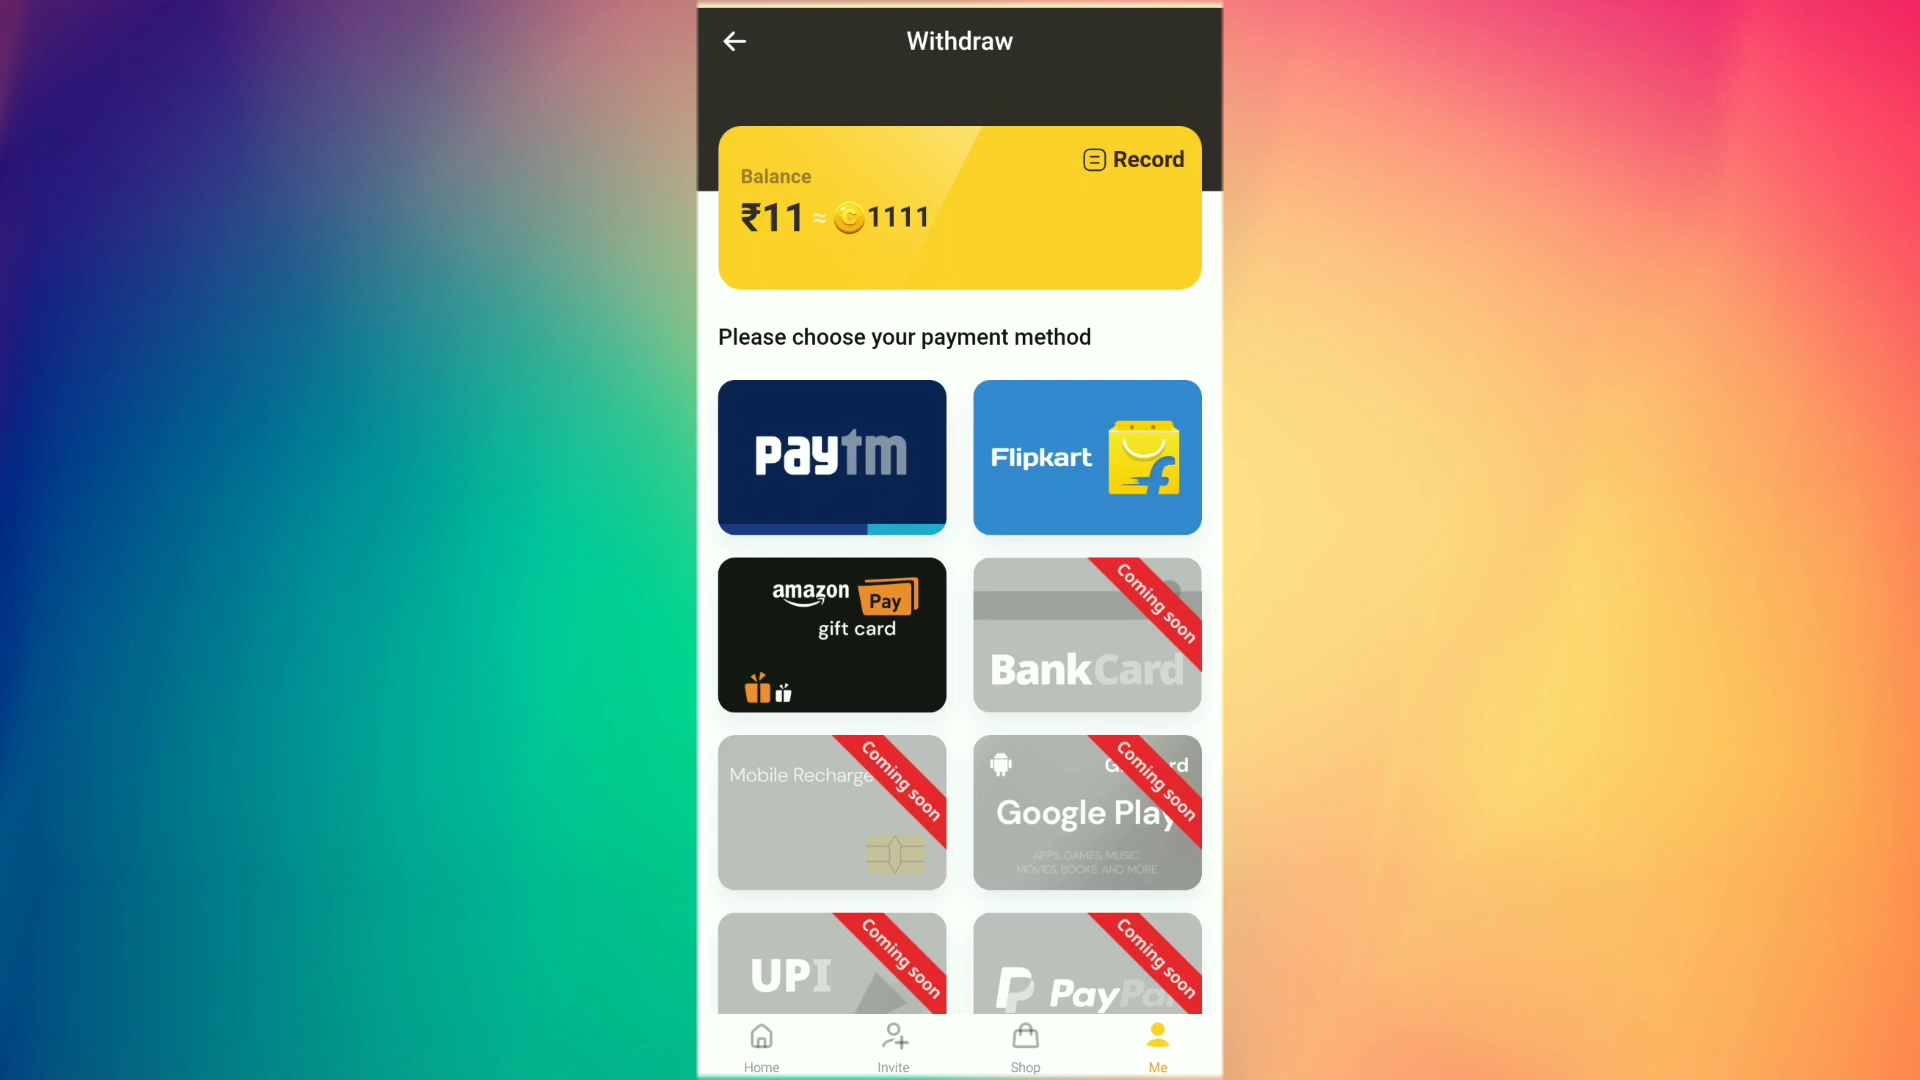 Withdraw
Record
Balance
₹11 ≈ 1111
Please choose your payment method
paytm
Flipkart
amazon
Pay
gift card
Coming soon
BankCard
Mobile Recharge
Coming soon
Coming soon
Google Play
APPS, GAMES, MUSIC,
MOVIES, BOOKS, AND MORE
UPI
Coming soon
PayPal
Coming soon
Home
Invite
Shop
Me